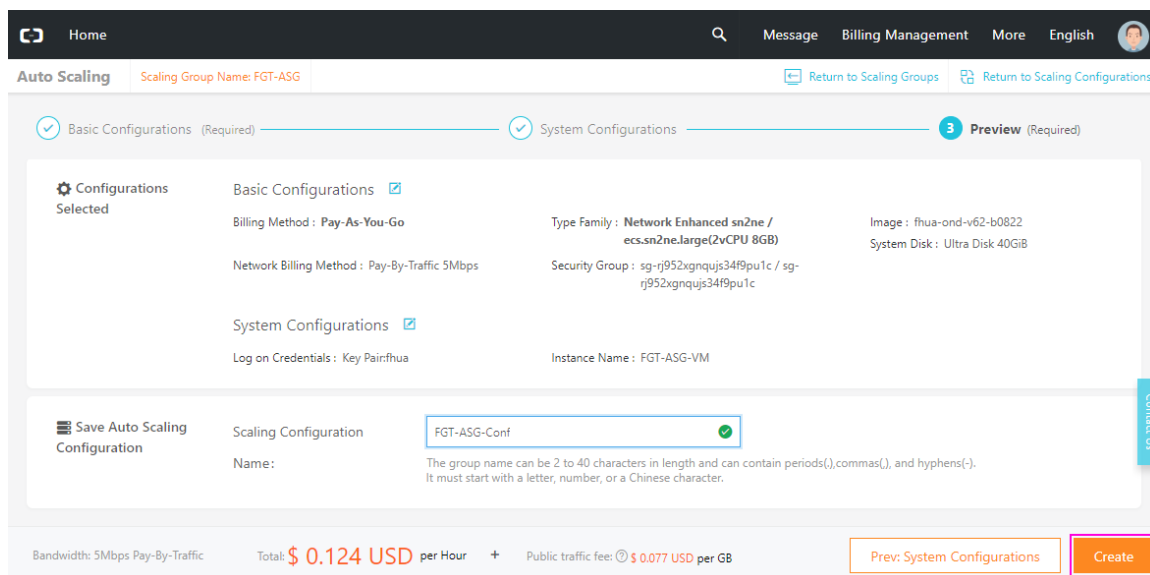 Home
Message Billing Management More English
Auto Scaling
Scaling Group Name: FGT-ASG
Return to Scaling Groups
Return to Scaling Configurations
Basic Configurations (Required)
System Configurations
3 Preview (Required)
Configurations
Selected
Basic Configurations
Billing Method : Pay-As-You-Go
Type Family : Network Enhanced sn2ne /
ecs.sn2ne.large(2vCPU 8GB)
Image : fhua-ond-v62-b0822
System Disk : Ultra Disk 40GiB
Network Billing Method : Pay-By-Traffic 5Mbps
Security Group : sg-rj952xgnqujs34f9pu1c / sg-
rj952xgnqujs34f9pu1c
System Configurations
Log on Credentials : Key Pair:fhua
Instance Name : FGT-ASG-VM
Save Auto Scaling
Configuration
Scaling Configuration
Name:
FGT-ASG-Conf
The group name can be 2 to 40 characters in length and can contain periods(.),commas(,), and hyphens(-).
It must start with a letter, number, or a Chinese character.
Contact Us
Bandwidth: 5Mbps Pay-By-Traffic
Total: $ 0.124 USD per Hour + Public traffic fee: $ 0.077 USD per GB
Prev: System Configurations
Create